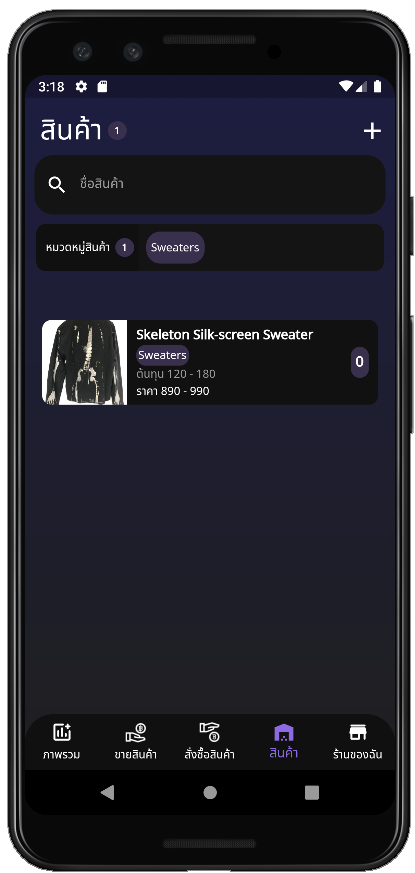 3:18
สินค้า 1
ชื่อสินค้า
หมวดหมู่สินค้า 1 Sweaters
Skeleton Silk-screen Sweater
Sweaters
ต้นทุน 120 - 180
ราคา 890 - 990
0
ภาพรวม ขายสินค้า สั่งซื้อสินค้า สินค้า ร้านของฉัน